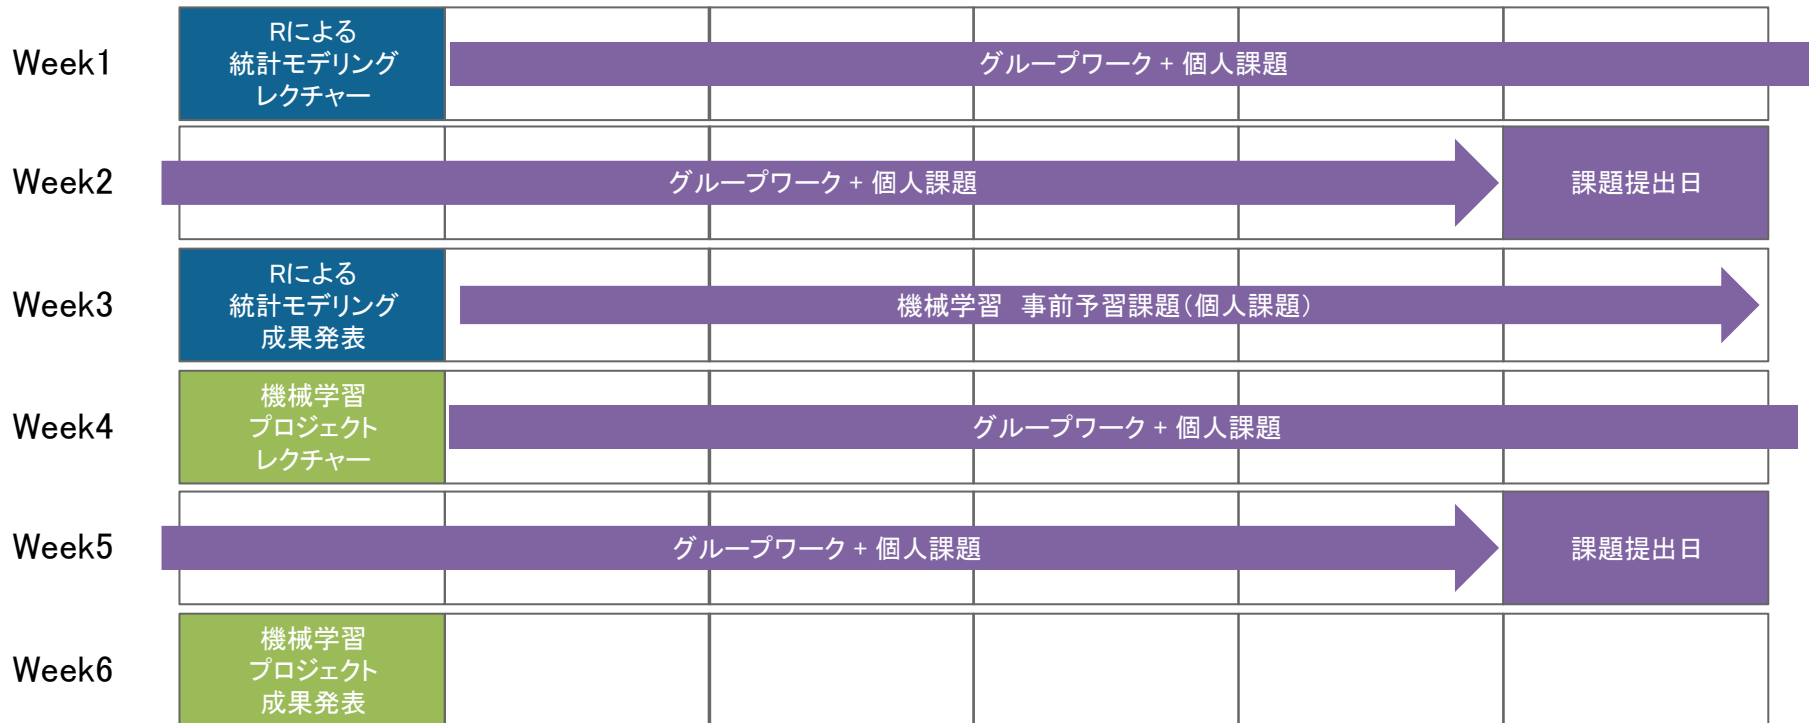 Week1
Rによる
統計モデリング
レクチャー
グループワーク + 個人課題
Week2
グループワーク + 個人課題
課題提出日
Week3
Rによる
統計モデリング
成果発表
機械学習　事前予習課題（個人課題）
Week4
機械学習
プロジェクト
レクチャー
グループワーク + 個人課題
Week5
グループワーク + 個人課題
課題提出日
Week6
機械学習
プロジェクト
成果発表